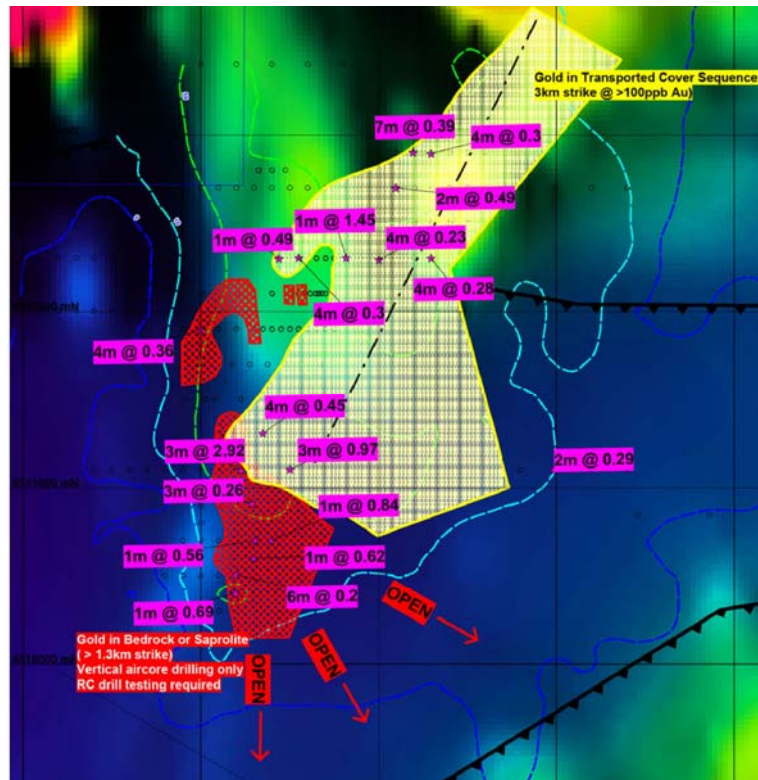 Gold in Transported Cover Sequence
3km strike @ >100ppb Au)
7m @ 0.39
4m @ 0.3
2m @ 0.49
1m @ 1.45
1m @ 0.49
4m @ 0.23
4m @ 0.28
4m @ 0.3
4m @ 0.36
4m @ 0.45
3m @ 2.92
3m @ 0.97
2m @ 0.29
3m @ 0.26
1m @ 0.84
1m @ 0.56
1m @ 0.62
6m @ 0.2
1m @ 0.69
OPEN
Gold in Bedrock or Saprolite
( > 1.3km strike)
Vertical aircore drilling only
RC drill testing required
OPEN
OPEN